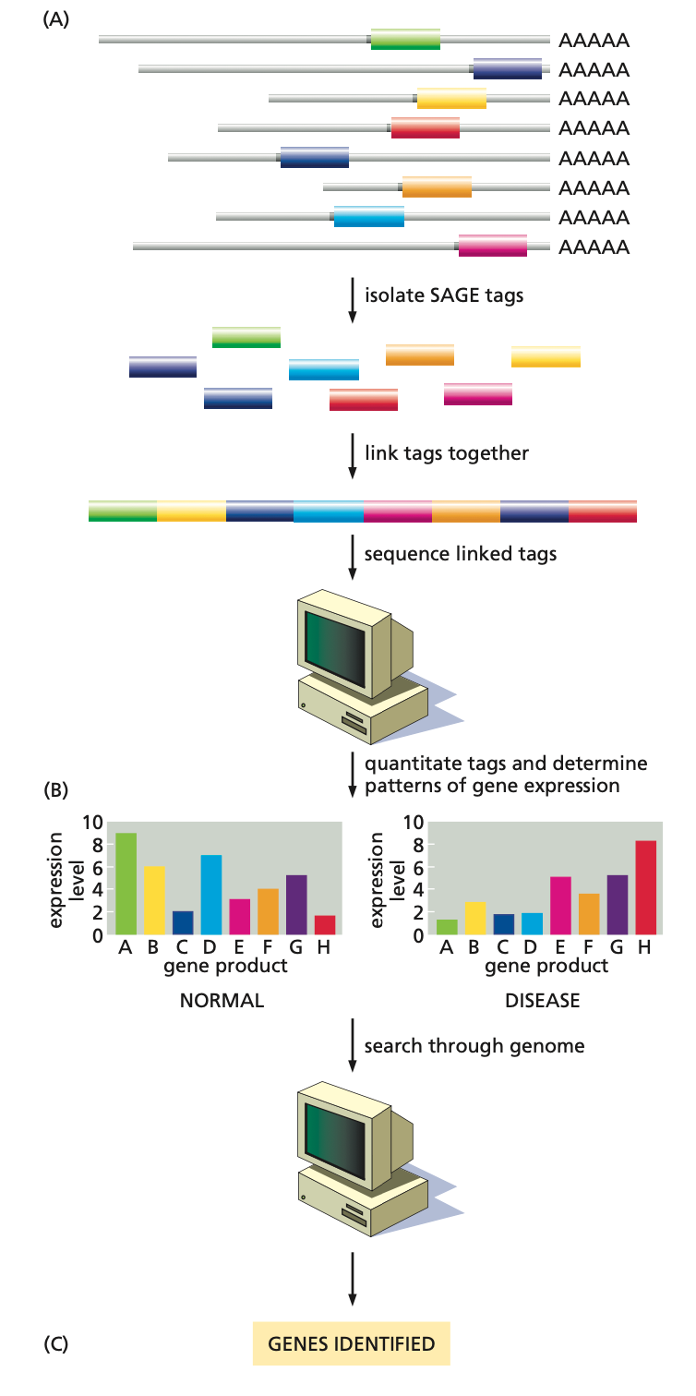 (A)
AAAAA
AAAAA
AAAAA
AAAAA
AAAAA
AAAAA
AAAAA
AAAAA
isolate SAGE tags
link tags together
sequence linked tags
quantitate tags and determine
patterns of gene expression
(B)
expression
level
10
8
6
4
2
0
A B C D E F G H
gene product
NORMAL
expression
level
10
8
6
4
2
0
A B C D E F G H
gene product
DISEASE
search through genome
(C)
GENES IDENTIFIED